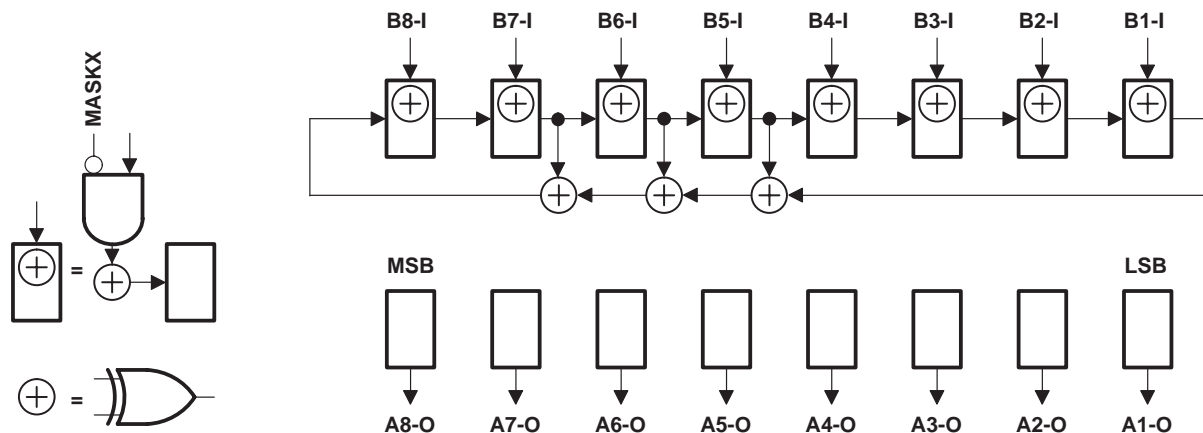 B8-I B7-I B6-I B5-I B4-I B3-I B2-I B1-I
MASKX
=
MSB LSB
=
A8-O A7-O A6-O A5-O A4-O A3-O A2-O A1-O